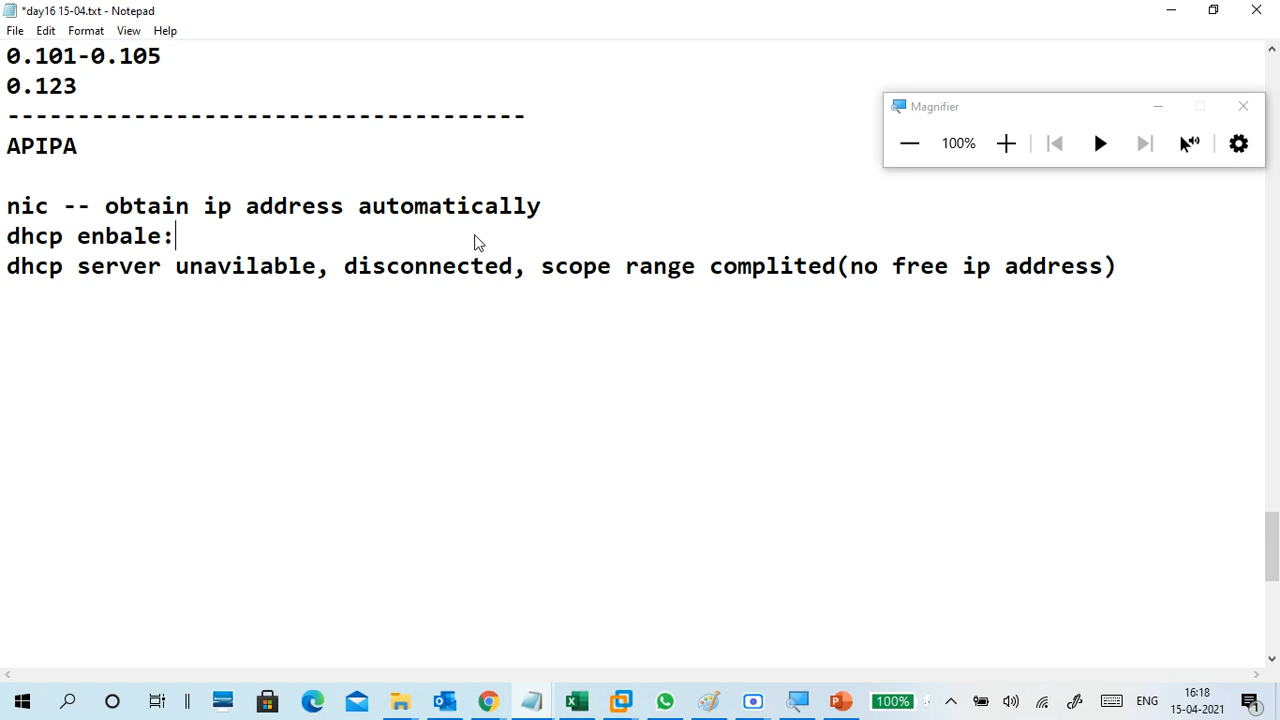 *day16 15-04.txt - Notepad
File Edit Format View Help
0.101-0.105
0.123
-------------------------------------
APIPA
nic -- obtain ip address automatically
dhcp enbale:
dhcp server unavilable, disconnected, scope range complited(no free ip address)
Magnifier
100%
100%
ENG
16:18
15-04-2021
1